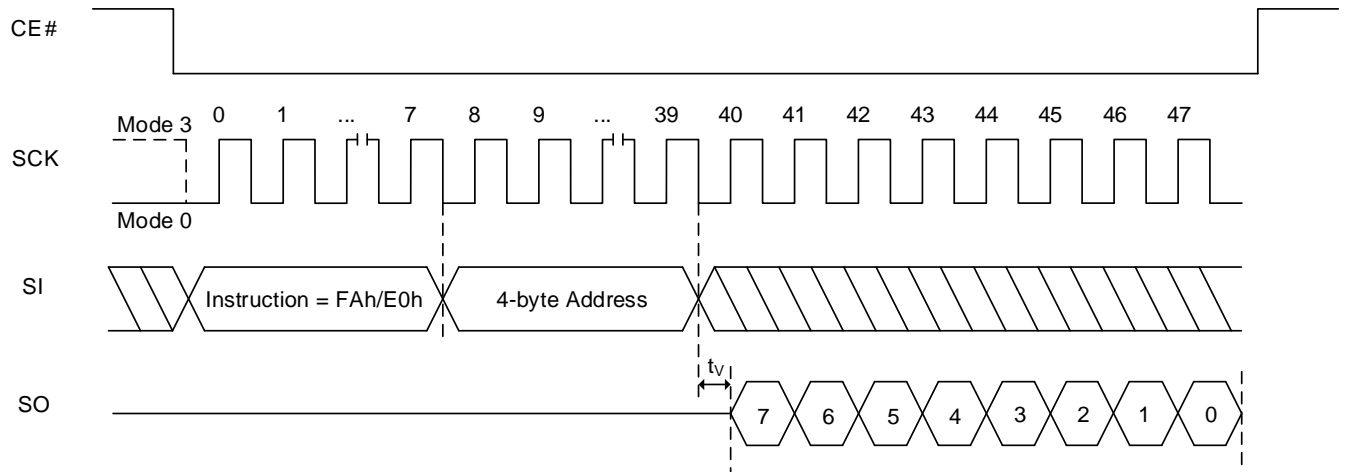 CE#
Mode 3
0 1 ... 7 8 9 ... 39 40 41 42 43 44 45 46 47
SCK
Mode 0
SI
Instruction = FAh/E0h
4-byte Address
tV
SO
7 6 5 4 3 2 1 0